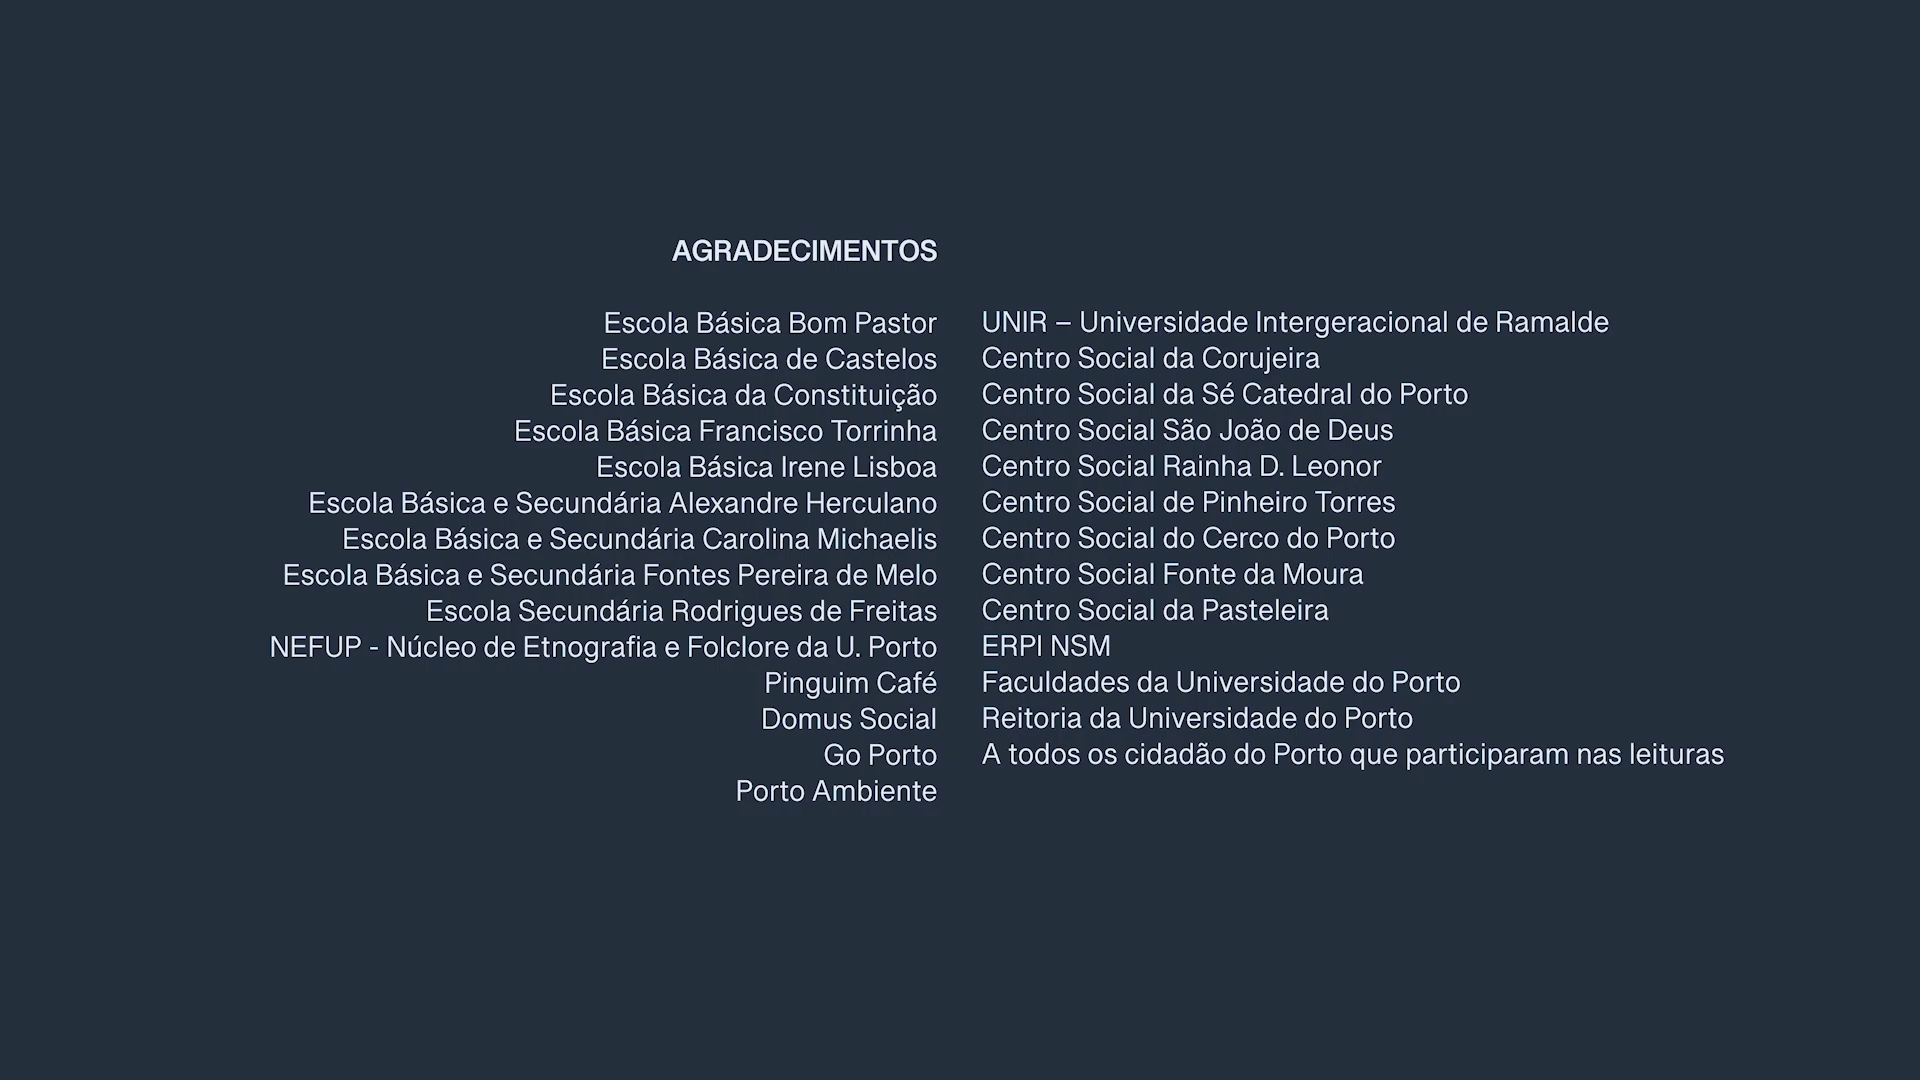 AGRADECIMENTOS
Escola Básica Bom Pastor
Escola Básica de Castelos
Escola Básica da Constituição
Escola Básica Francisco Torrinha
Escola Básica Irene Lisboa
Escola Básica e Secundária Alexandre Herculano
Escola Básica e Secundária Carolina Michaelis
Escola Básica e Secundária Fontes Pereira de Melo
Escola Secundária Rodrigues de Freitas
NEFUP - Núcleo de Etnografia e Folclore da U. Porto
Pinguim Café
Domus Social
Go Porto
Porto Ambiente
UNIR – Universidade Intergeracional de Ramalde
Centro Social da Corujeira
Centro Social da Sé Catedral do Porto
Centro Social São João de Deus
Centro Social Rainha D. Leonor
Centro Social de Pinheiro Torres
Centro Social do Cerco do Porto
Centro Social Fonte da Moura
Centro Social da Pasteleira
ERPI NSM
Faculdades da Universidade do Porto
Reitoria da Universidade do Porto
A todos os cidadão do Porto que participaram nas leituras